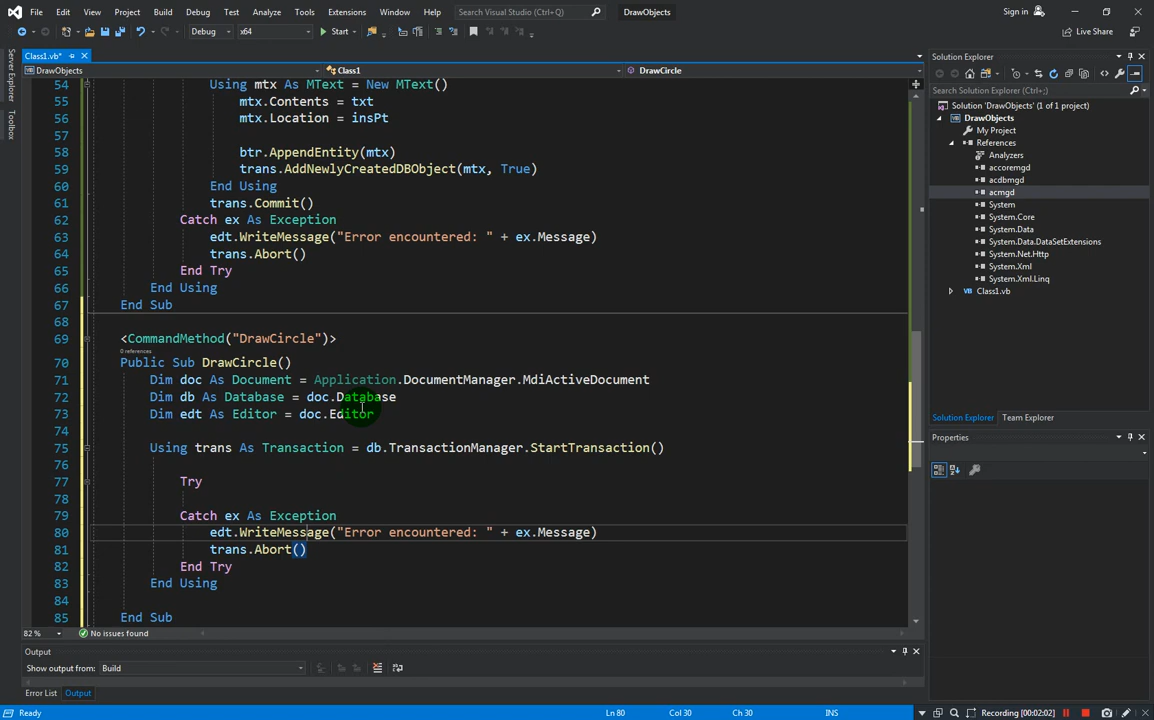 File Edit View Project Build Debug Test Analyze Tools Extensions Window Help Search Visual Studio (Ctrl+Q) DrawObjects Sign in
Debug x64 Start Live Share
Server Explorer
Toolbox
Class1.vb*
DrawObjects Class1 DrawCircle
54 Using mtx As MText = New MText()
55 mtx.Contents = txt
56 mtx.Location = insPt
57
58 btr.AppendEntity(mtx)
59 trans.AddNewlyCreatedDBObject(mtx, True)
60 End Using
61 trans.Commit()
62 Catch ex As Exception
63 edt.WriteMessage("Error encountered: " + ex.Message)
64 trans.Abort()
65 End Try
66 End Using
67 End Sub
68
69 <CommandMethod("DrawCircle")>
0 references
70 Public Sub DrawCircle()
71 Dim doc As Document = Application.DocumentManager.MdiActiveDocument
72 Dim db As Database = doc.Database
73 Dim edt As Editor = doc.Editor
74
75 Using trans As Transaction = db.TransactionManager.StartTransaction()
76
77 Try
78
79 Catch ex As Exception
80 edt.WriteMessage("Error encountered: " + ex.Message)
81 trans.Abort()
82 End Try
83 End Using
84
85 End Sub
82 % No issues found
Output
Show output from: Build
Error List Output
Solution Explorer
Search Solution Explorer (Ctrl+;)
Solution 'DrawObjects' (1 of 1 project)
DrawObjects
My Project
References
Analyzers
accoremgd
acdbmgd
acmgd
System
System.Core
System.Data
System.Data.DataSetExtensions
System.Net.Http
System.Xml
System.Xml.Linq
Class1.vb
Solution Explorer Team Explorer
Properties
Ready Ln 80 Col 30 Ch 30 INS Recording [00:02:02]